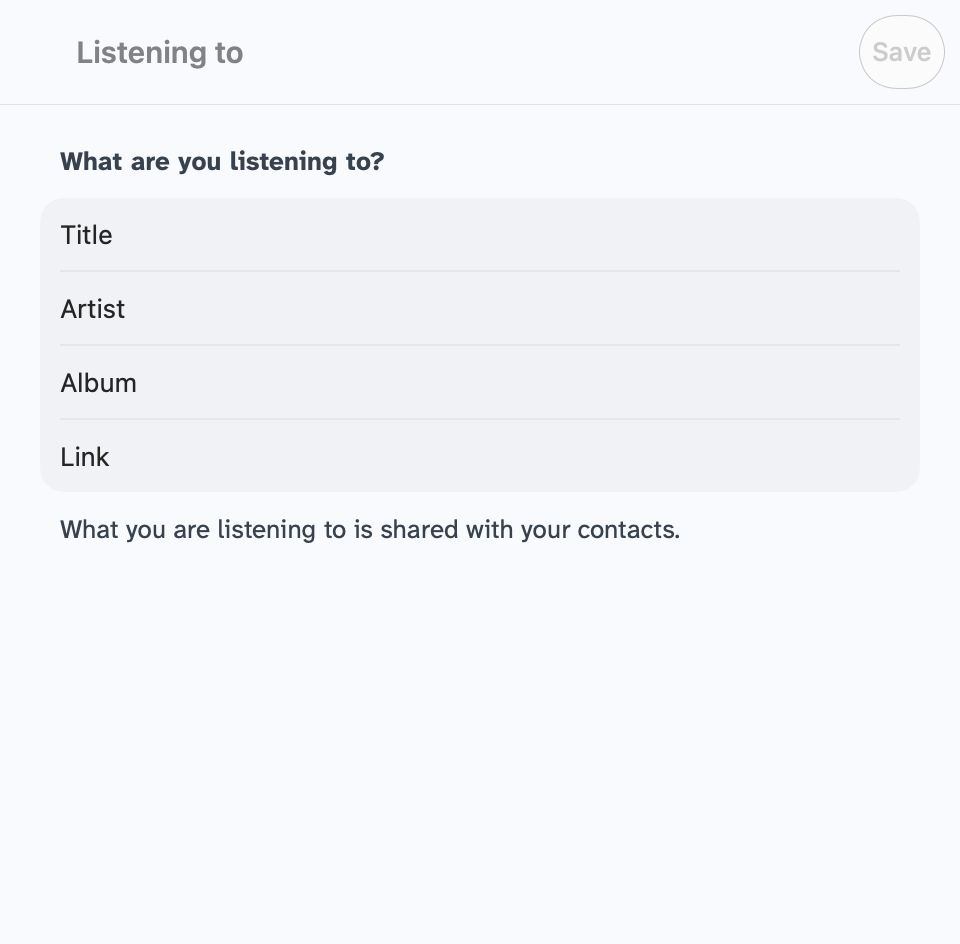 Listening to
Save
What are you listening to?
Title
Artist
Album
Link
What you are listening to is shared with your contacts.